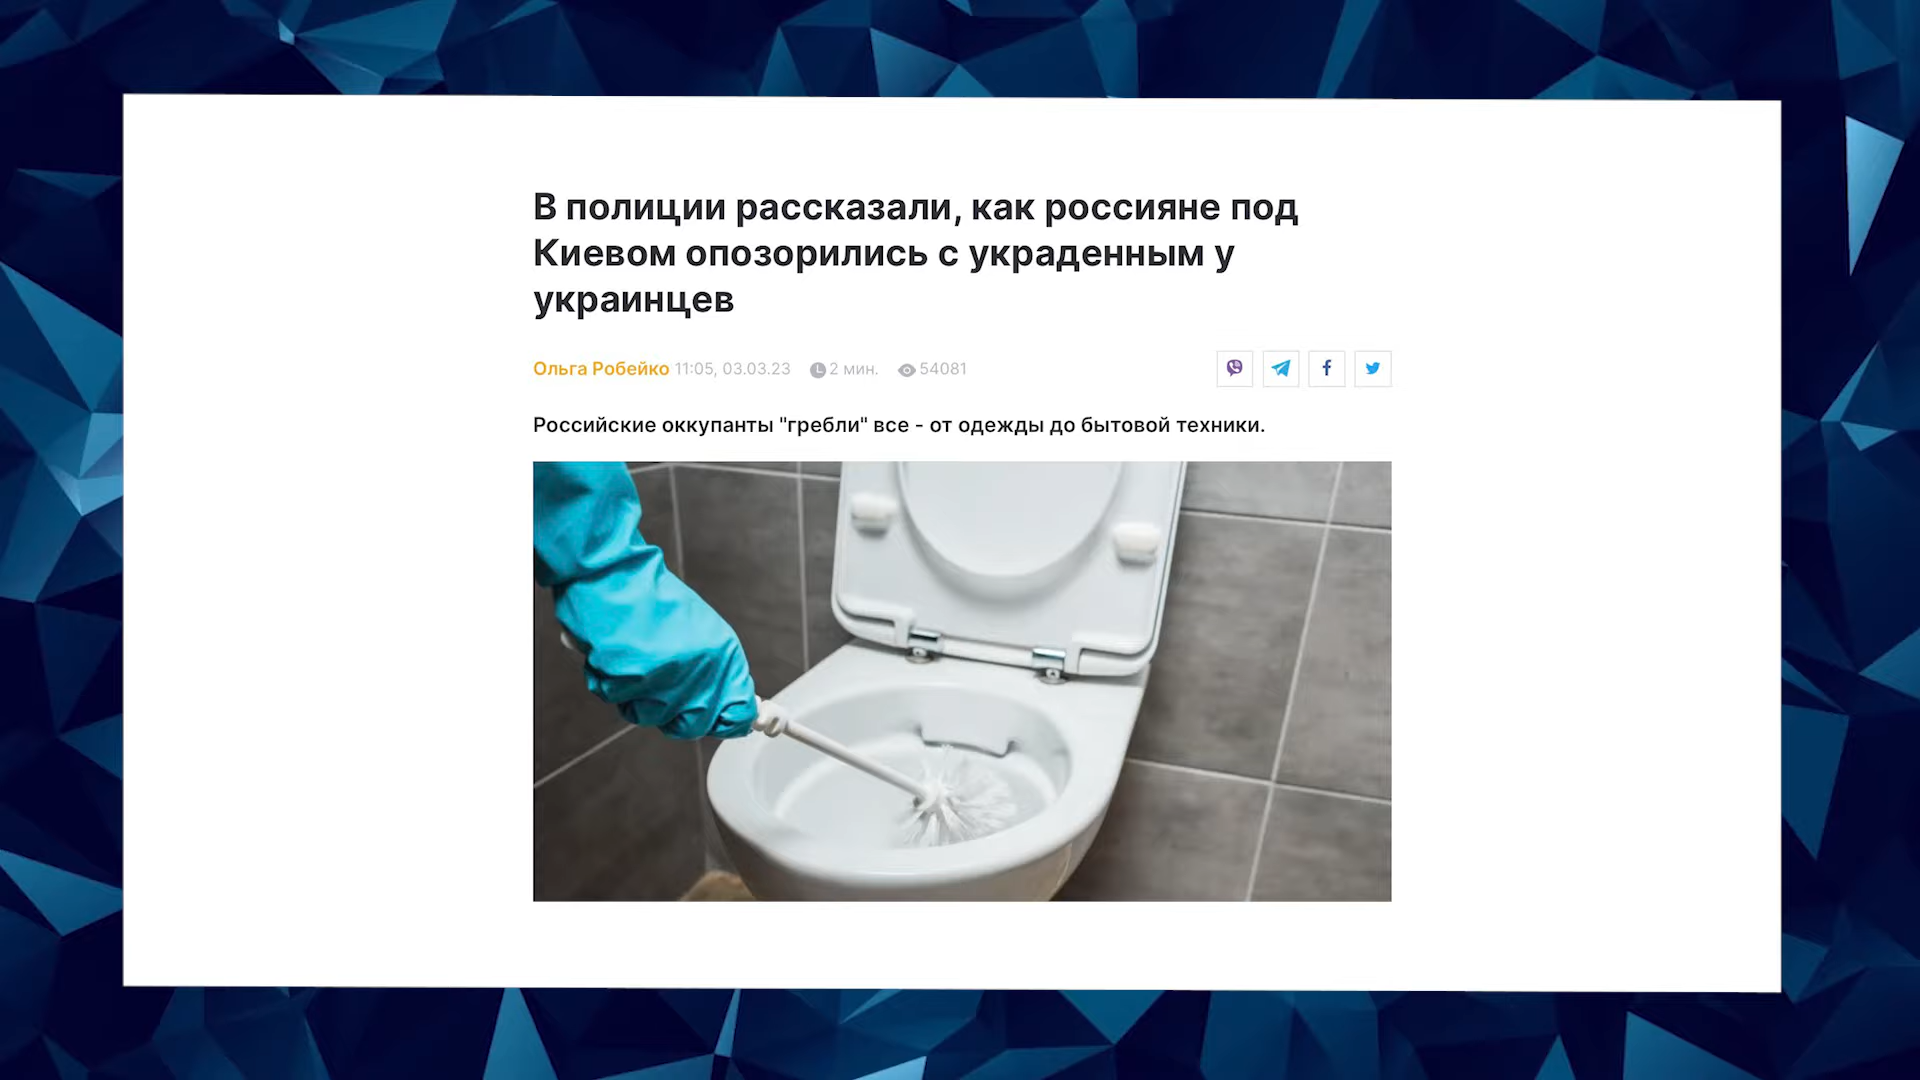 В полиции рассказали, как россияне под
Киевом опозорились с украденным у
украинцев
Ольга Робейко 11:05, 03.03.23 2 мин. 54081
Российские оккупанты "гребли" все - от одежды до бытовой техники.